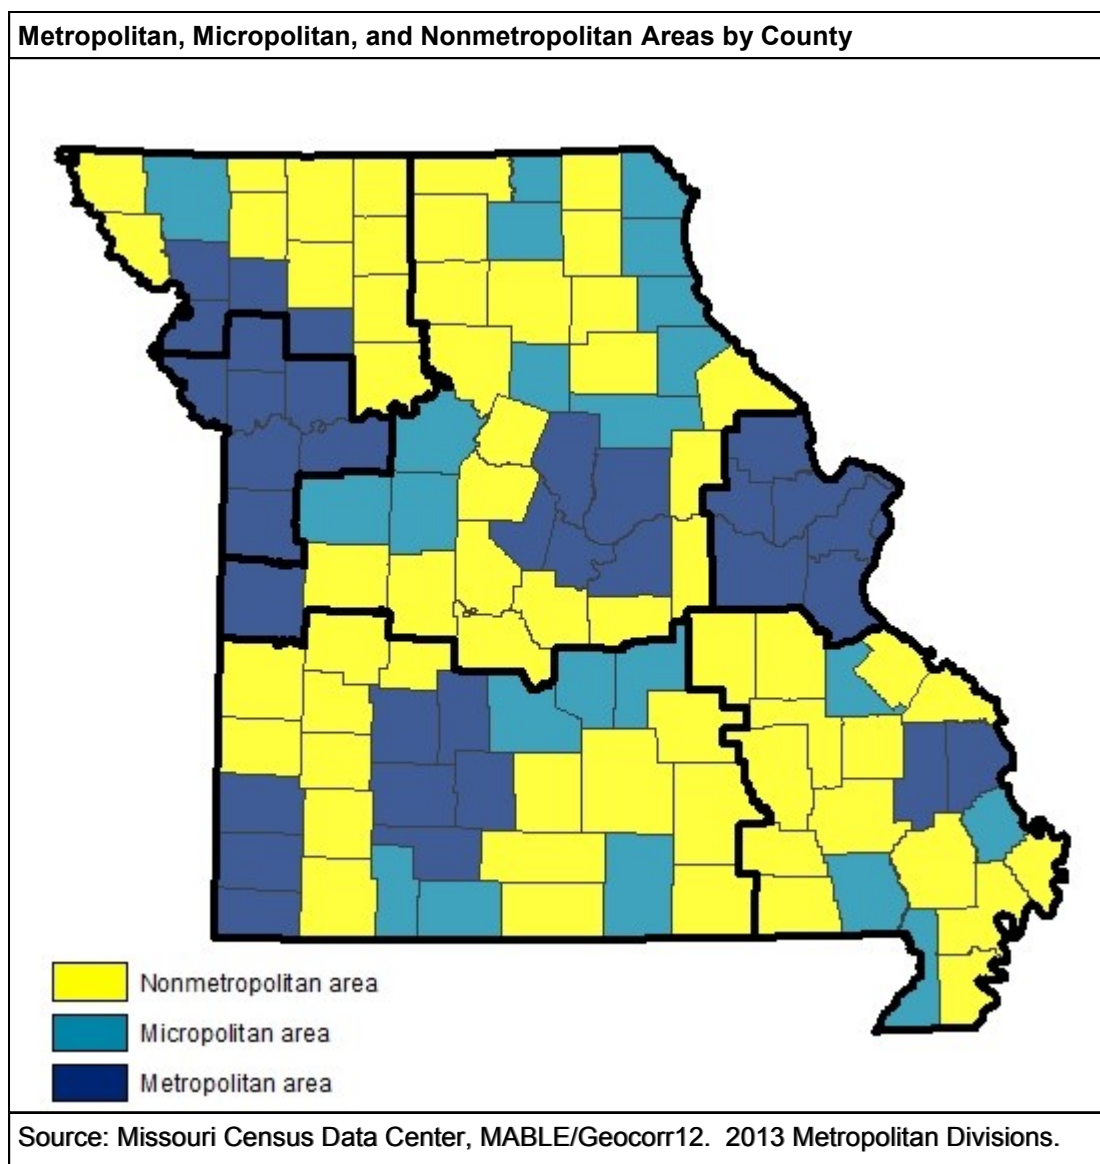 Metropolitan, Micropolitan, and Nonmetropolitan Areas by County
Nonmetropolitan area
Micropolitan area
Metropolitan area
Source: Missouri Census Data Center, MABLE/Geocorr12. 2013 Metropolitan Divisions.